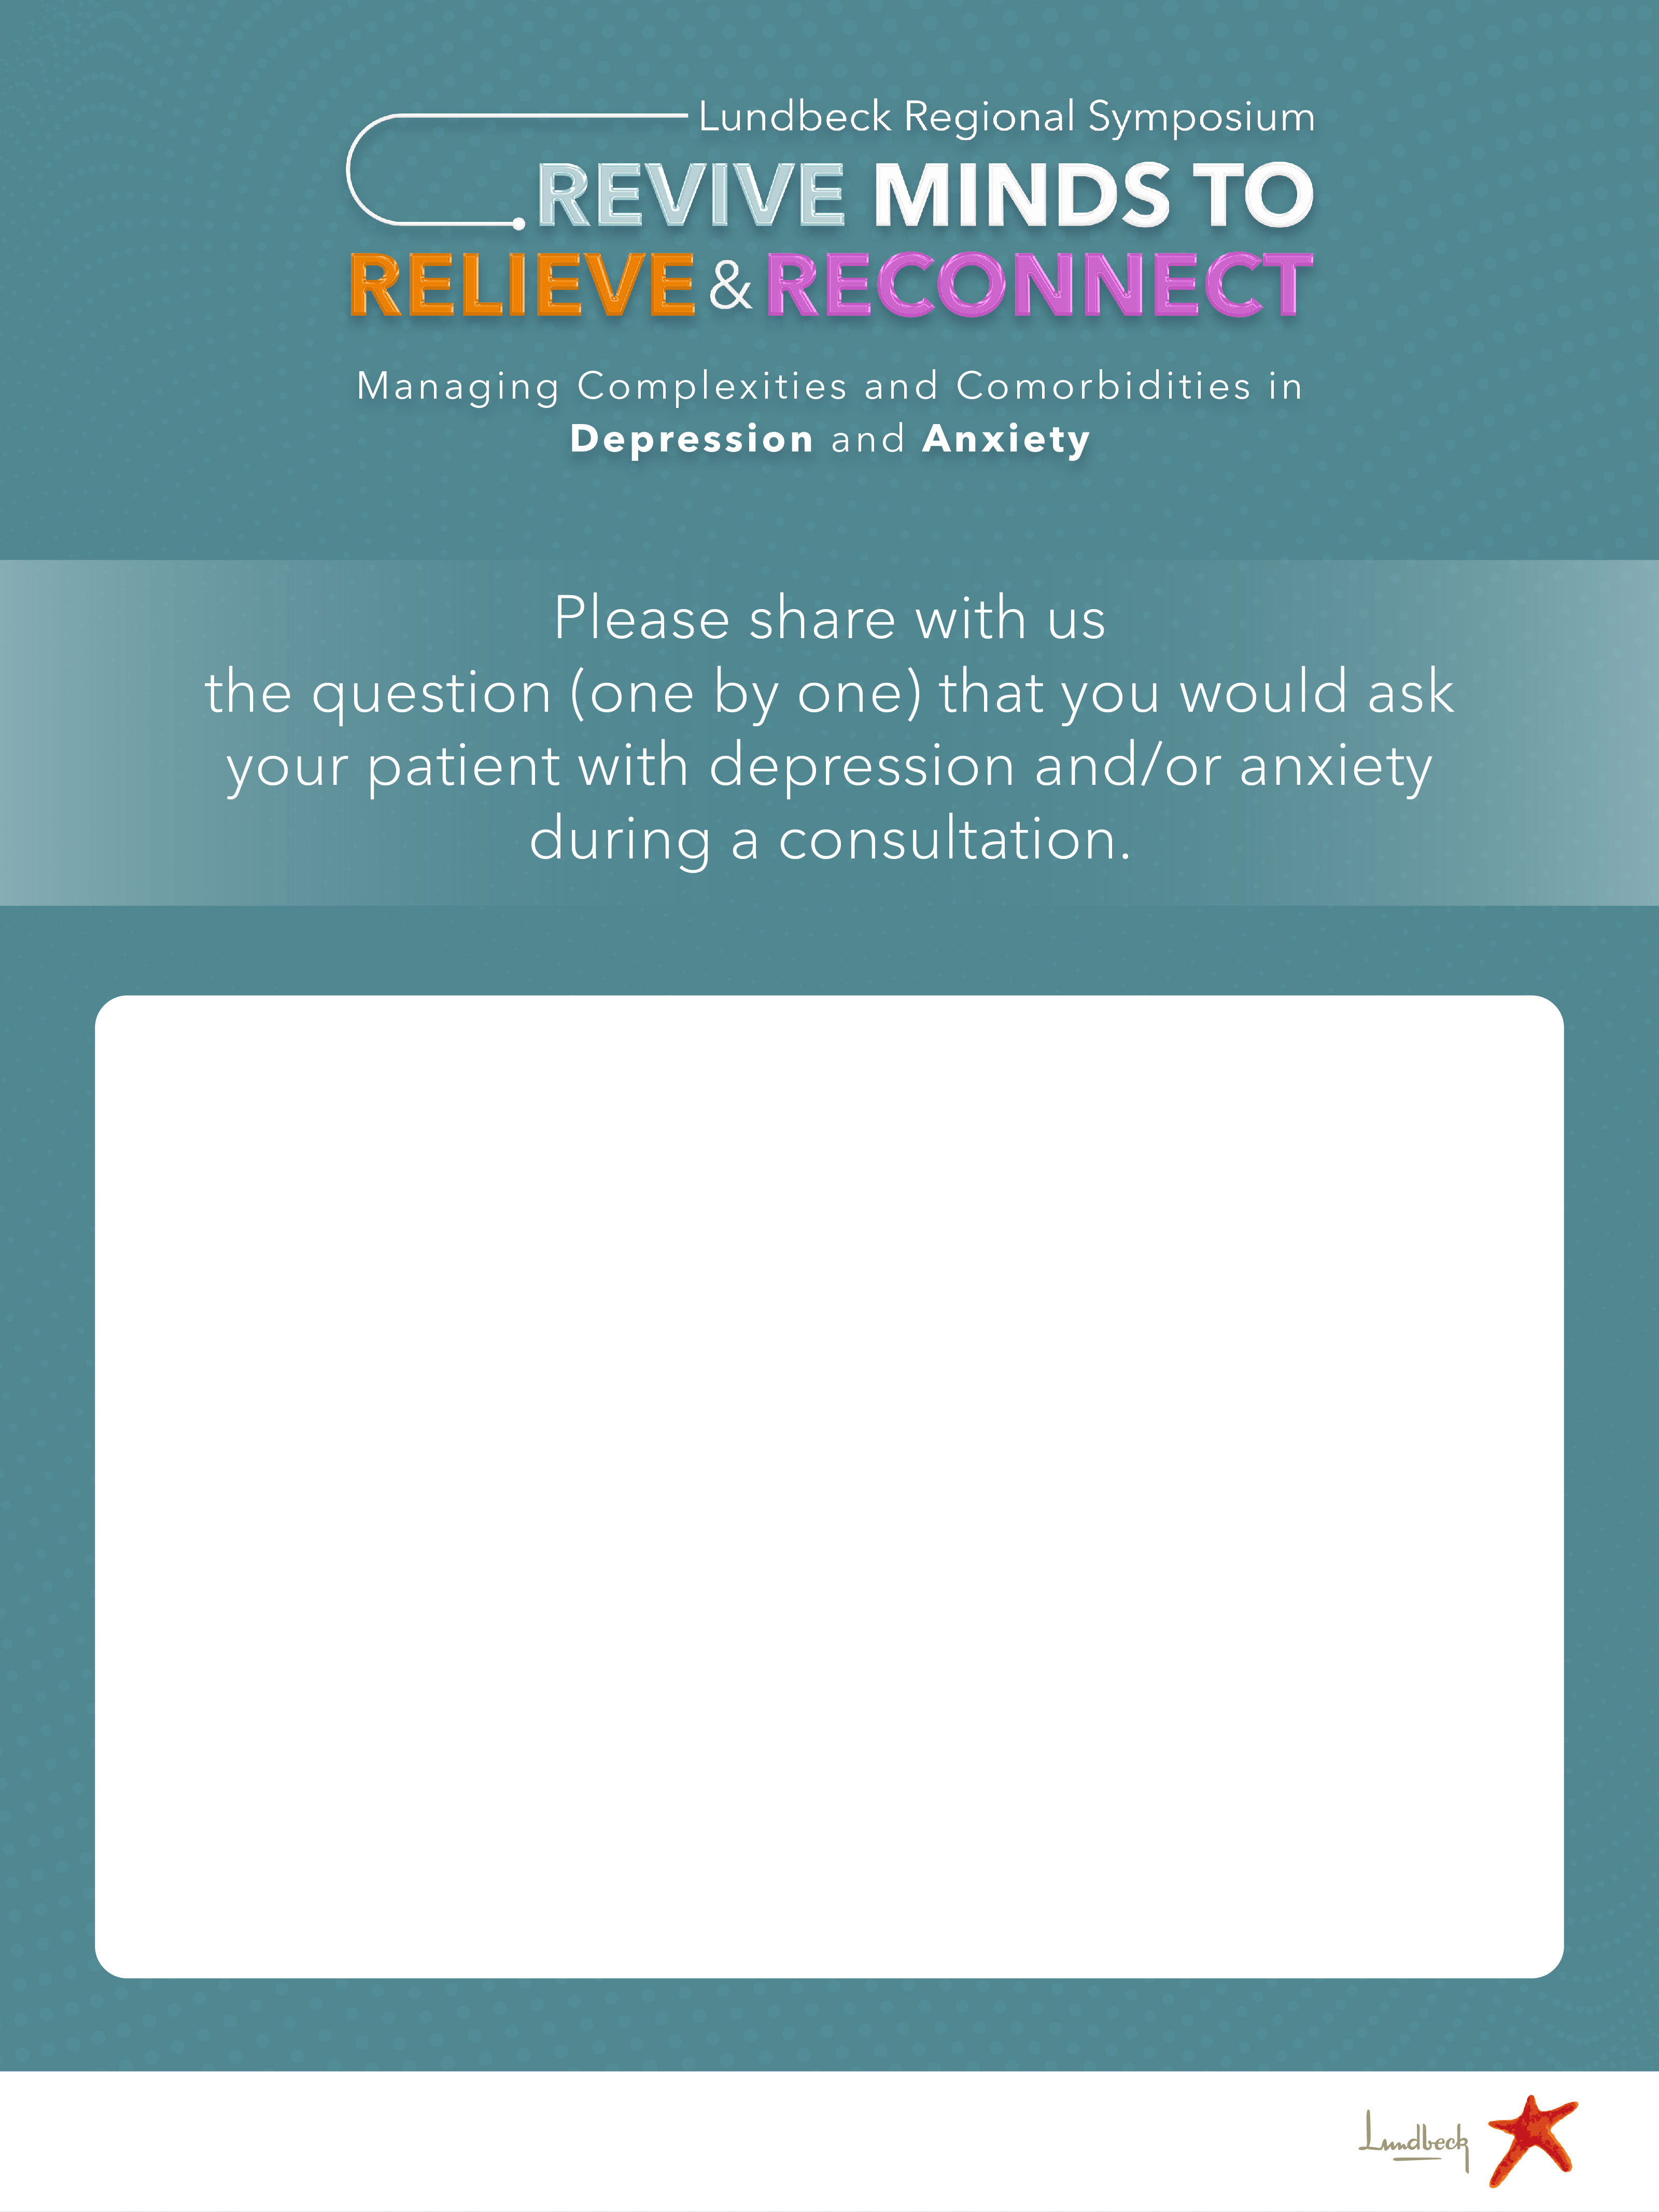 Lundbeck Regional Symposium
REVIVE MINDS TO
RELIEVE & RECONNECT
Managing Complexities and Comorbidities in
Depression and Anxiety
Please share with us
the question (one by one) that you would ask
your patient with depression and/or anxiety
during a consultation.
Lundbeck